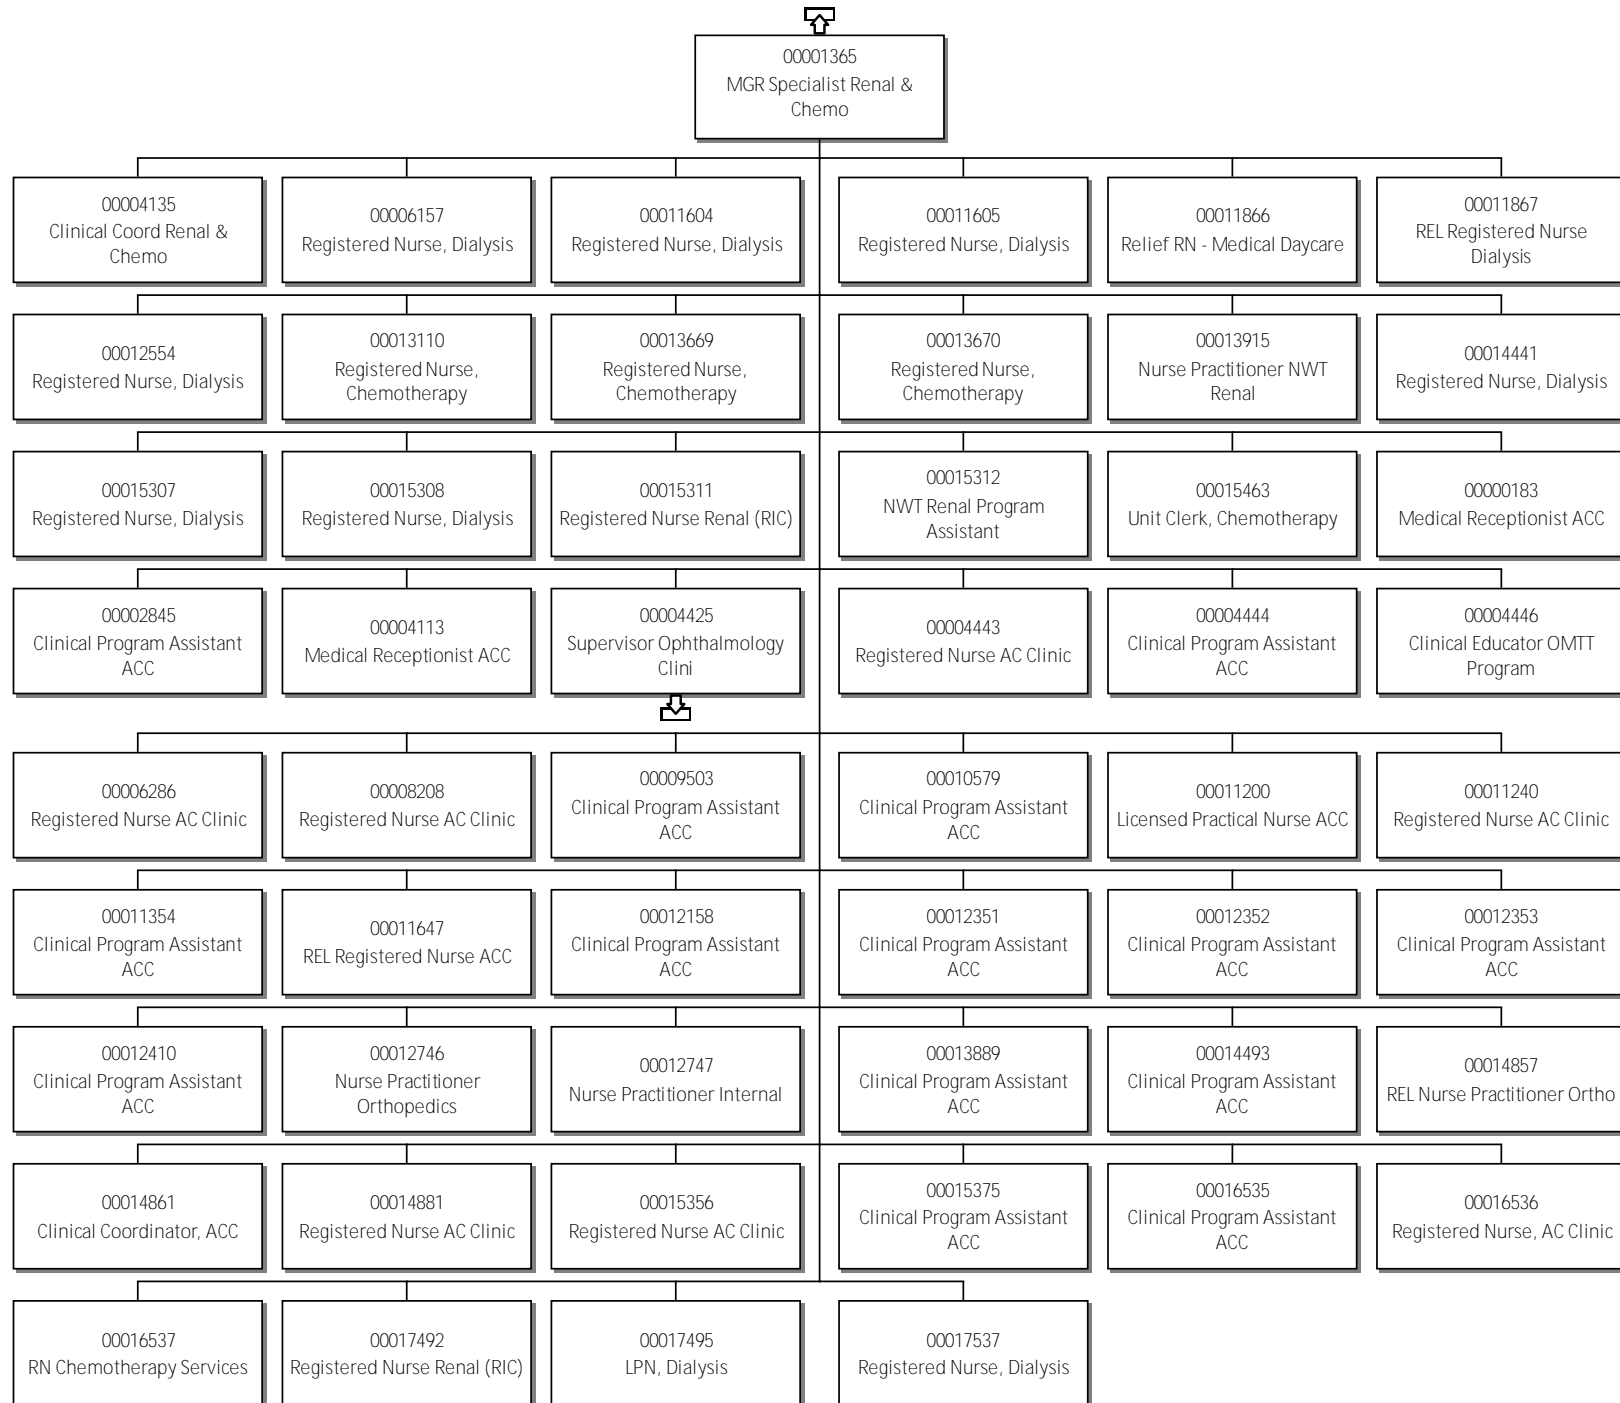 00001365
MGR Specialist Renal &
Chemo
00004135
Clinical Coord Renal &
Chemo
00006157
Registered Nurse, Dialysis
00011604
Registered Nurse, Dialysis
00011605
Registered Nurse, Dialysis
00011866
Relief RN - Medical Daycare
00011867
REL Registered Nurse
Dialysis
00012554
Registered Nurse, Dialysis
00013110
Registered Nurse,
Chemotherapy
00013669
Registered Nurse,
Chemotherapy
00013670
Registered Nurse,
Chemotherapy
00013915
Nurse Practitioner NWT
Renal
00014441
Registered Nurse, Dialysis
00015307
Registered Nurse, Dialysis
00015308
Registered Nurse, Dialysis
00015311
Registered Nurse Renal (RIC)
00015312
NWT Renal Program
Assistant
00015463
Unit Clerk, Chemotherapy
00000183
Medical Receptionist ACC
00002845
Clinical Program Assistant
ACC
00004113
Medical Receptionist ACC
00004425
Supervisor Ophthalmology
Clini
00004443
Registered Nurse AC Clinic
00004444
Clinical Program Assistant
ACC
00004446
Clinical Educator OMTT
Program
00006286
Registered Nurse AC Clinic
00008208
Registered Nurse AC Clinic
00009503
Clinical Program Assistant
ACC
00010579
Clinical Program Assistant
ACC
00011200
Licensed Practical Nurse ACC
00011240
Registered Nurse AC Clinic
00011354
Clinical Program Assistant
ACC
00011647
REL Registered Nurse ACC
00012158
Clinical Program Assistant
ACC
00012351
Clinical Program Assistant
ACC
00012352
Clinical Program Assistant
ACC
00012353
Clinical Program Assistant
ACC
00012410
Clinical Program Assistant
ACC
00012746
Nurse Practitioner
Orthopedics
00012747
Nurse Practitioner Internal
00013889
Clinical Program Assistant
ACC
00014493
Clinical Program Assistant
ACC
00014857
REL Nurse Practitioner Ortho
00014861
Clinical Coordinator, ACC
00014881
Registered Nurse AC Clinic
00015356
Registered Nurse AC Clinic
00015375
Clinical Program Assistant
ACC
00016535
Clinical Program Assistant
ACC
00016536
Registered Nurse, AC Clinic
00016537
RN Chemotherapy Services
00017492
Registered Nurse Renal (RIC)
00017495
LPN, Dialysis
00017537
Registered Nurse, Dialysis